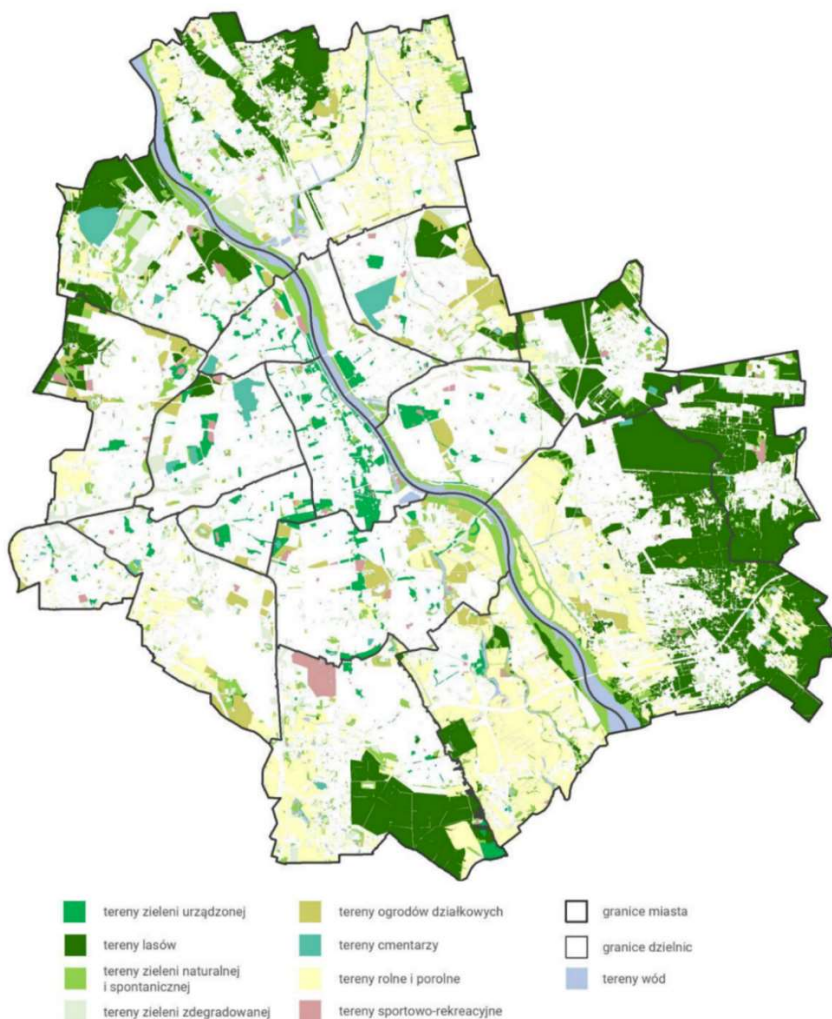 tereny zieleni urządzonej
tereny lasów
tereny zieleni naturalnej
i spontanicznej
tereny zieleni zdegradowanej
tereny ogrodów działkowych
tereny cmentarzy
tereny rolne i porolne
tereny sportowo-rekreacyjne
granice miasta
granice dzielnic
tereny wód